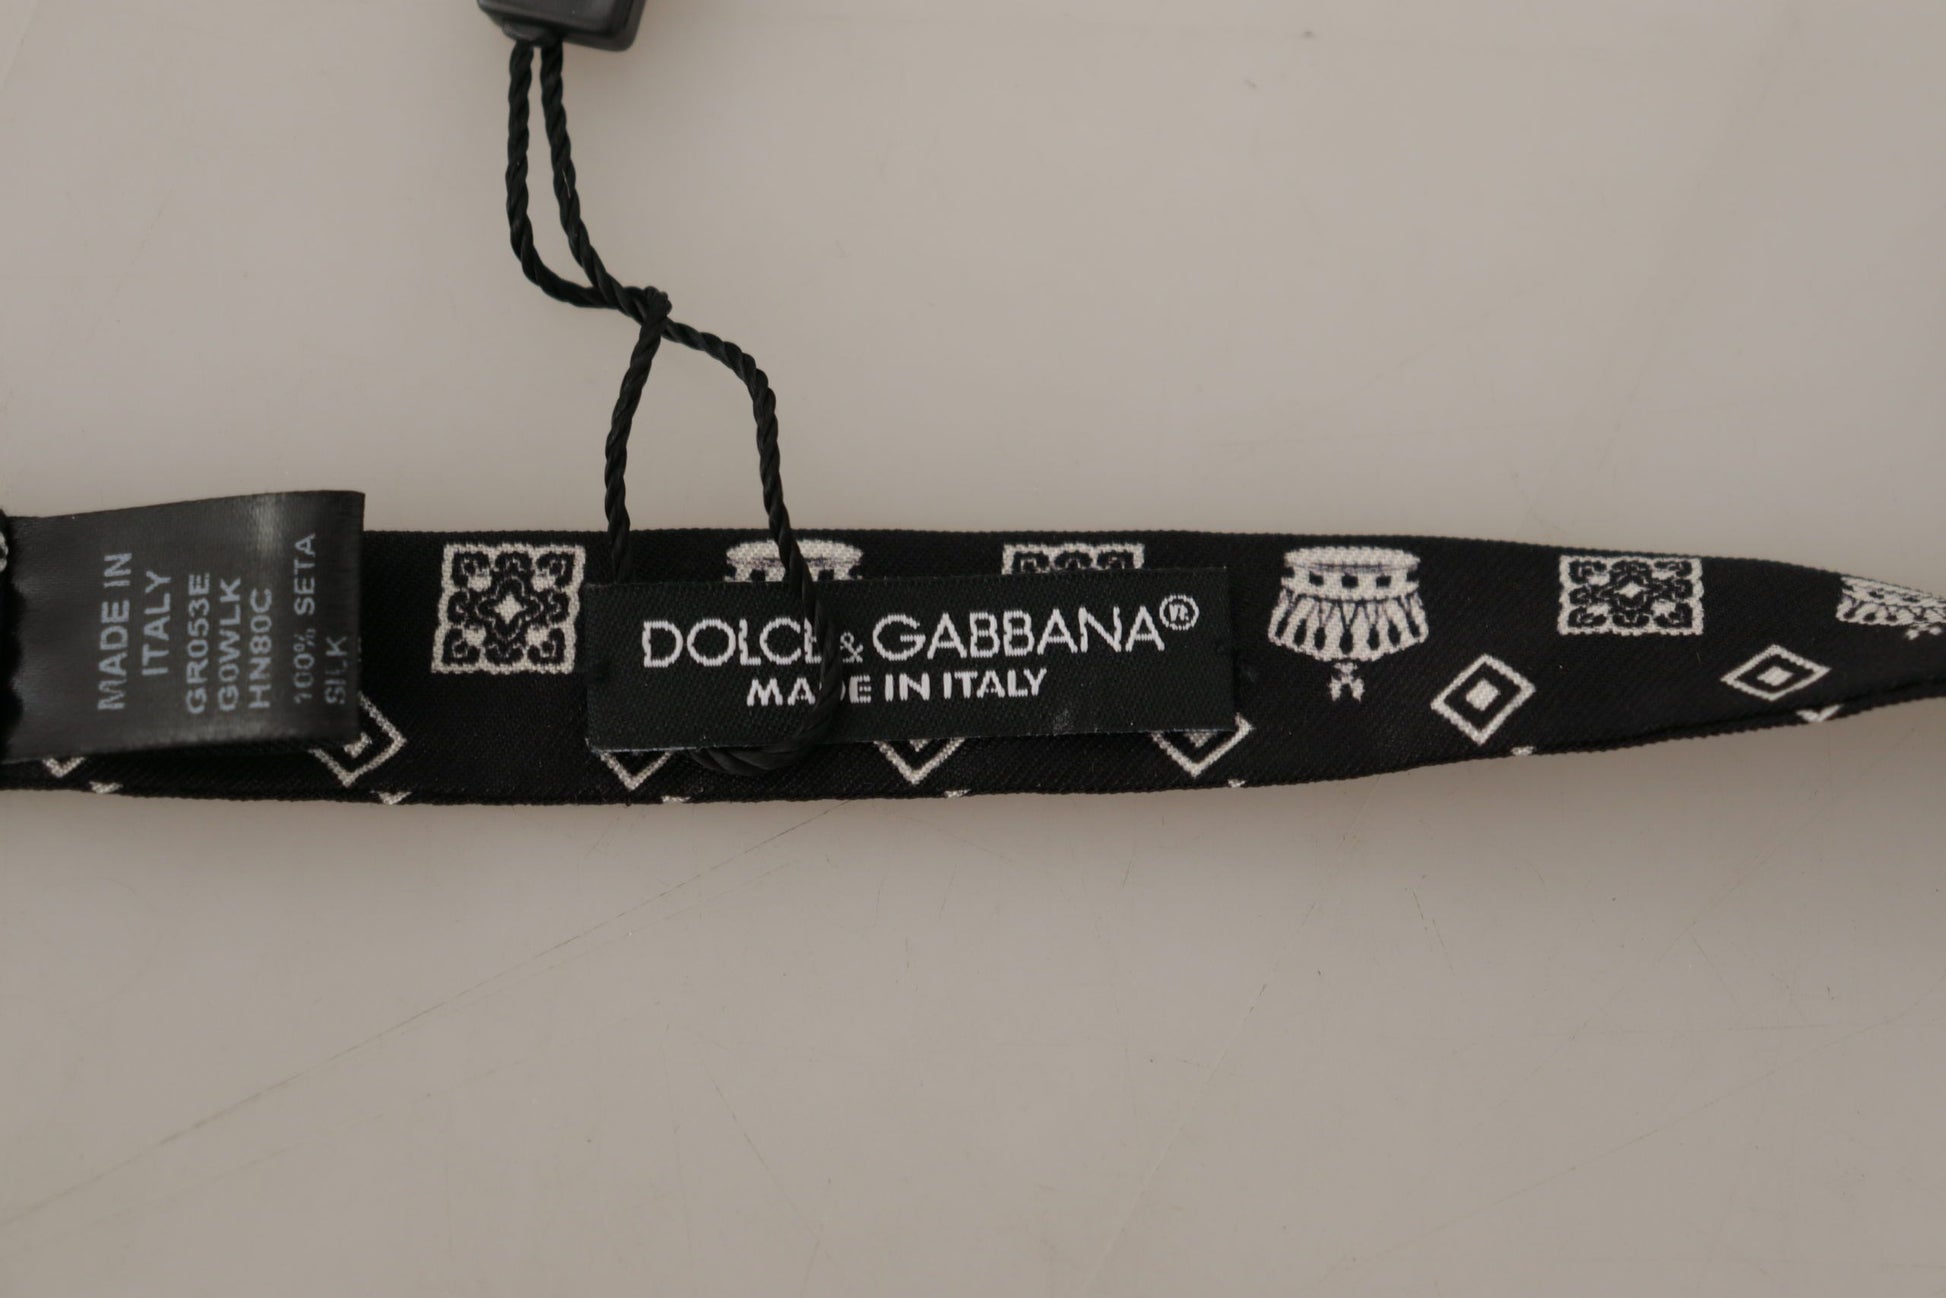 MADE IN
ITALY
GR053E
G0WLK
HN80C
100% SETA
SILK
DOLCE & GABBANA
MADE IN ITALY